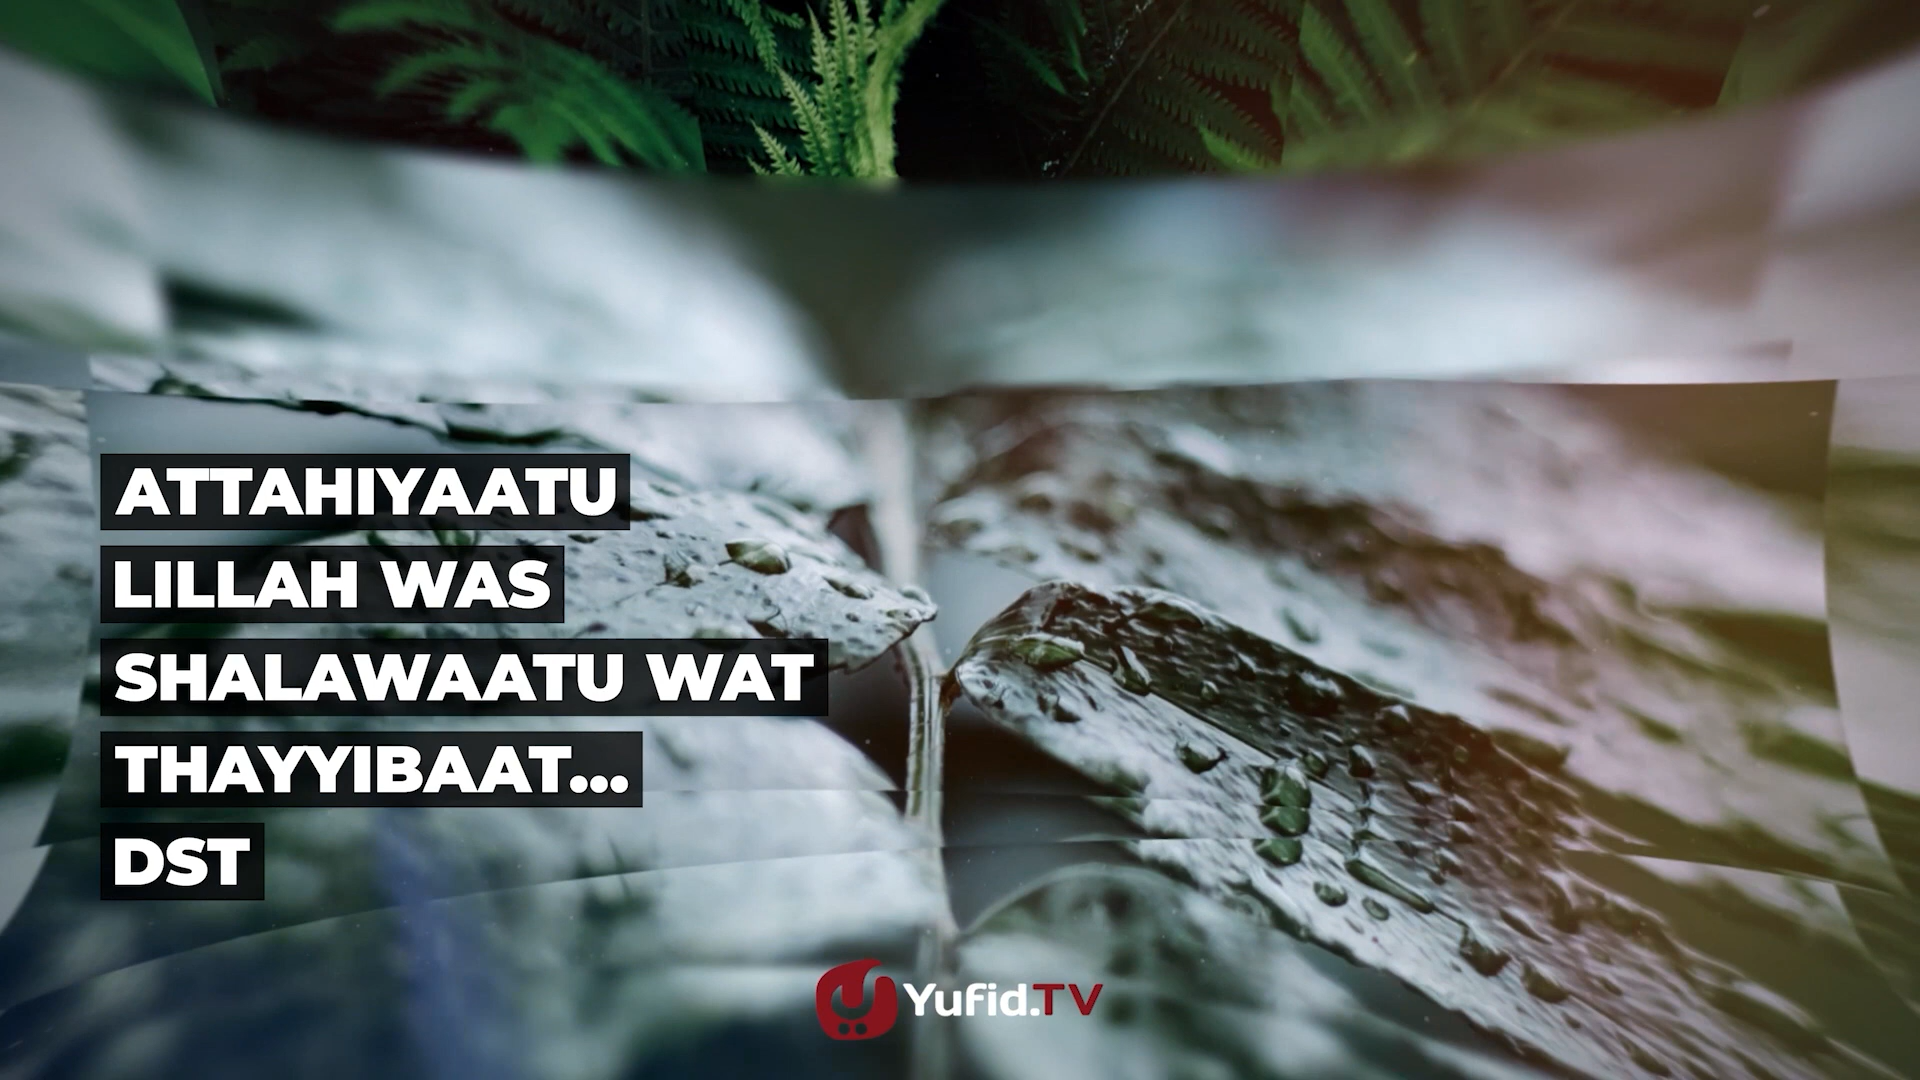 ATTAHIYAATU
LILLAH WAS
SHALAWAATU WAT
THAYYIBAAT...
DST
Yufid.TV